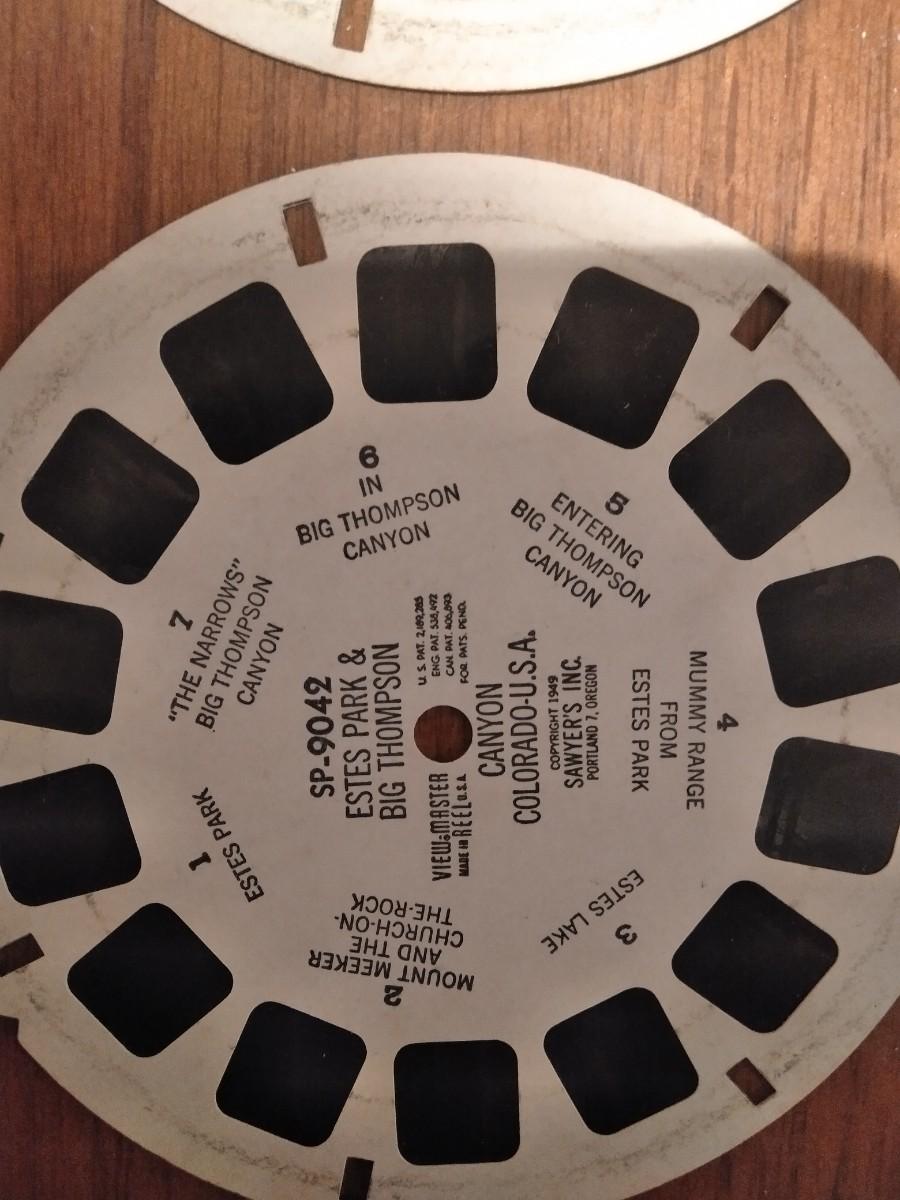 SP-9042
ESTES PARK &
BIG THOMPSON
CANYON
COLORADO-U.S.A.
COPYRIGHT 1949
SAWYER'S INC.
PORTLAND 7, OREGON
VIEW-MASTER
MADE IN REEL U.S.A.
U.S. PAT. 2,189,285
ENG. PAT. 538,492
CAN. PAT. 406,893
FOR. PATS. PEND.
1
ESTES PARK
2
MOUNT MEEKER
AND THE
CHURCH-ON-
THE-ROCK
3
ESTES LAKE
4
MUMMY RANGE
FROM
ESTES PARK
5
ENTERING
BIG THOMPSON
CANYON
6
IN
BIG THOMPSON
CANYON
7
"THE NARROWS"
BIG THOMPSON
CANYON